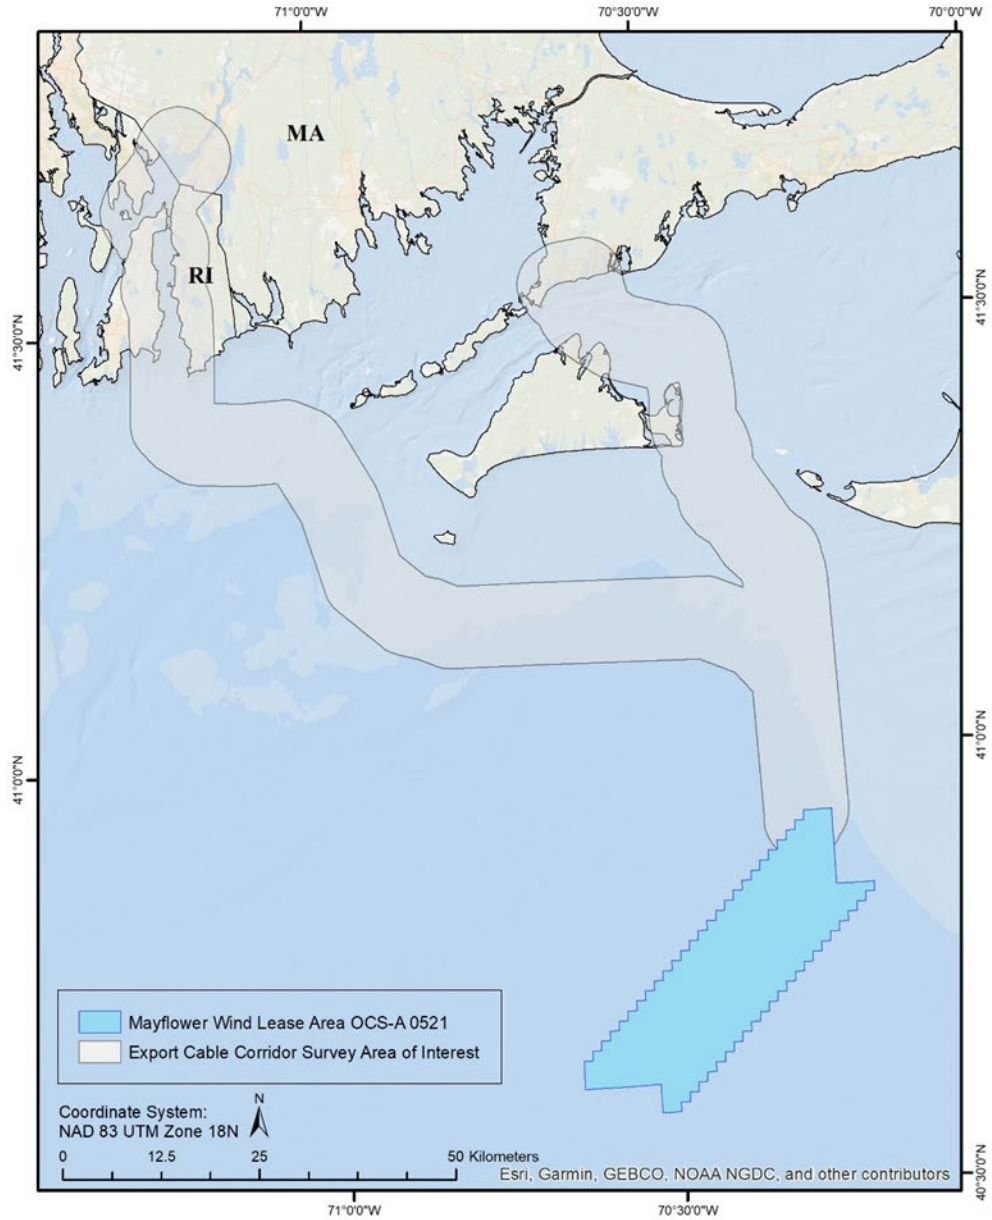 71°0'0"W
70°30'0"W
70°0'0"W
MA
RI
41°30'0"N
41°30'0"N
41°0'0"N
41°0'0"N
Mayflower Wind Lease Area OCS-A 0521
Export Cable Corridor Survey Area of Interest
Coordinate System:
NAD 83 UTM Zone 18N
N
0 12.5 25 50 Kilometers
Esri, Garmin, GEBCO, NOAA NGDC, and other contributors
40°30'0"N
71°0'0"W
70°30'0"W